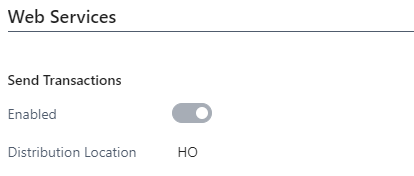 Web Services
Send Transactions
Enabled
Distribution Location HO